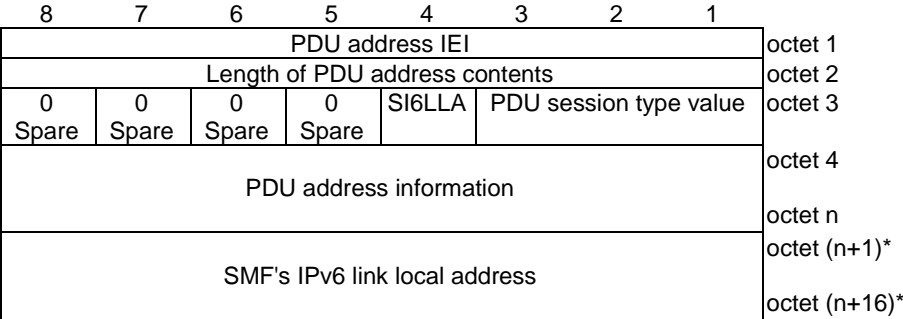 8 7 6 5 4 3 2 1
PDU address IEI octet 1
Length of PDU address contents octet 2
0 0 0 0 SI6LLA PDU session type value octet 3
Spare Spare Spare Spare
octet 4
PDU address information
octet n
octet (n+1)*
SMF's IPv6 link local address
octet (n+16)*